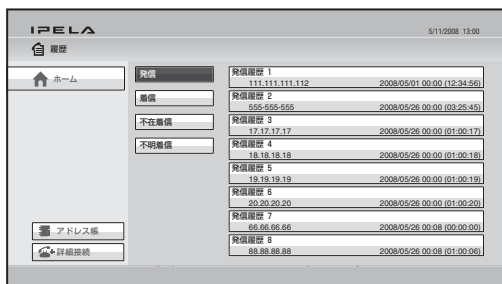 IPELA
5/11/2008 13:00
履歴
ホーム
発信
着信
不在着信
不明着信
発信履歴 1
111.111.111.112 2008/05/01 00:00 (12:34:56)
発信履歴 2
555-555-555 2008/05/26 00:00 (03:25:45)
発信履歴 3
17.17.17.17 2008/05/26 00:00 (01:00:17)
発信履歴 4
18.18.18.18 2008/05/26 00:00 (01:00:18)
発信履歴 5
19.19.19.19 2008/05/26 00:00 (01:00:19)
発信履歴 6
20.20.20.20 2008/05/26 00:00 (01:00:20)
発信履歴 7
66.66.66.66 2008/05/26 00:08 (00:00:00)
発信履歴 8
88.88.88.88 2008/05/26 00:08 (01:00:06)
アドレス帳
詳細接続